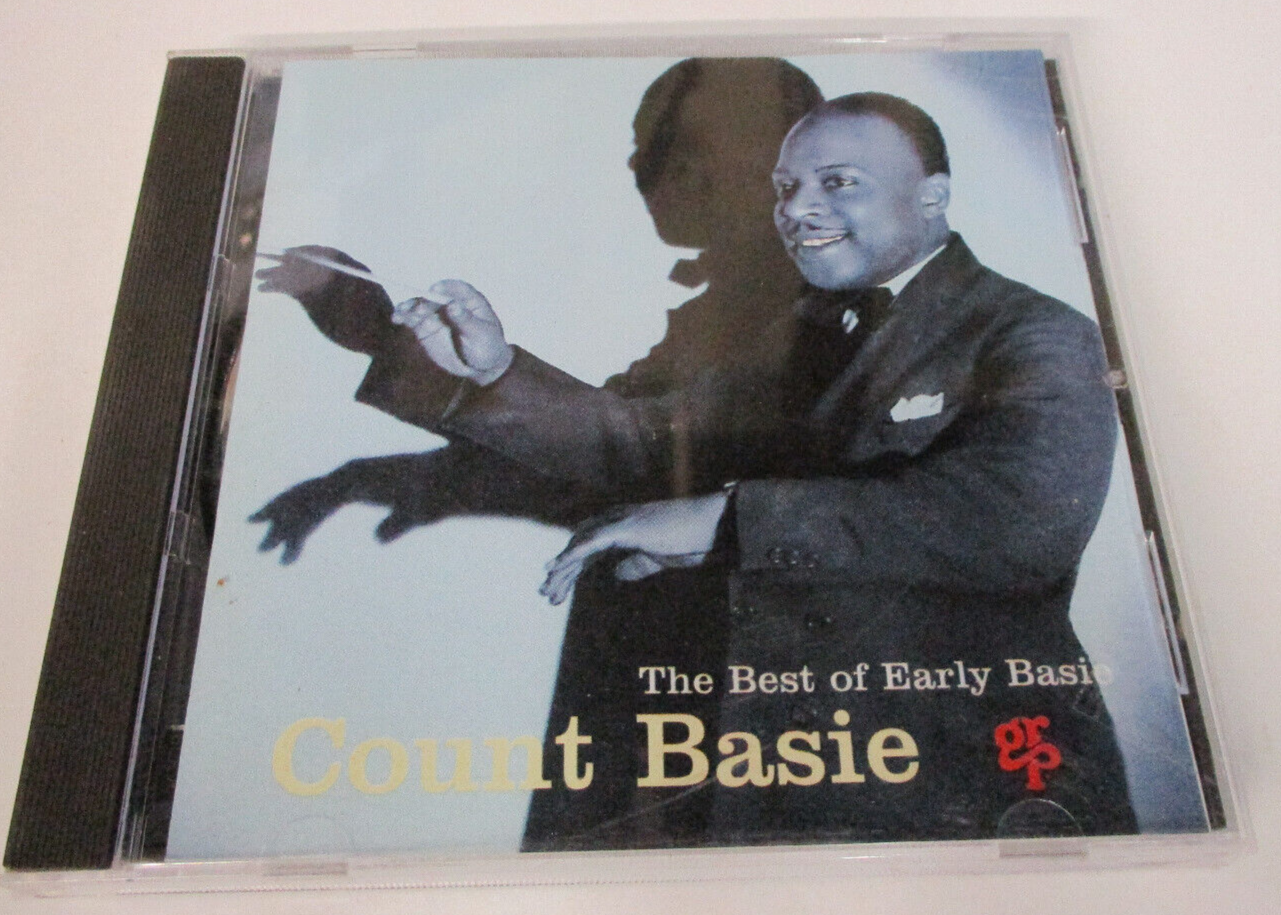 The Best of Early Basie
Count Basie
grp